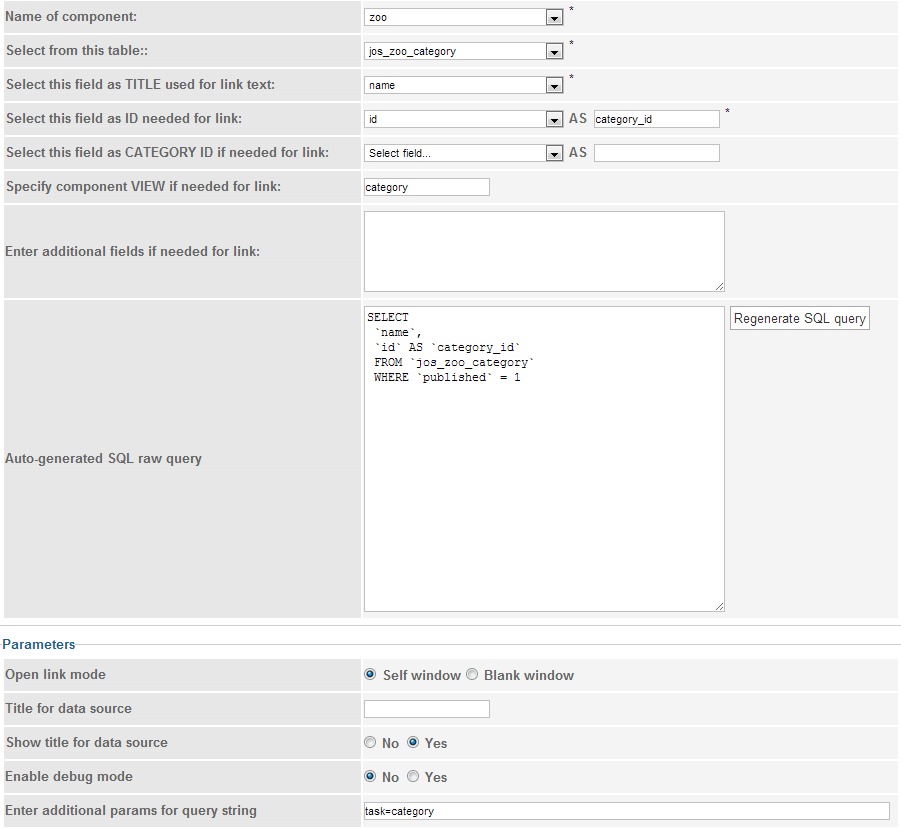 Name of component: zoo *
Select from this table:: jos_zoo_category *
Select this field as TITLE used for link text: name *
Select this field as ID needed for link: id AS category_id *
Select this field as CATEGORY ID if needed for link: Select field... AS
Specify component VIEW if needed for link: category
Enter additional fields if needed for link:
Auto-generated SQL raw query
SELECT
`name`,
`id` AS `category_id`
FROM `jos_zoo_category`
WHERE `published` = 1
Regenerate SQL query
Parameters
Open link mode Self window Blank window
Title for data source
Show title for data source No Yes
Enable debug mode No Yes
Enter additional params for query string task=category